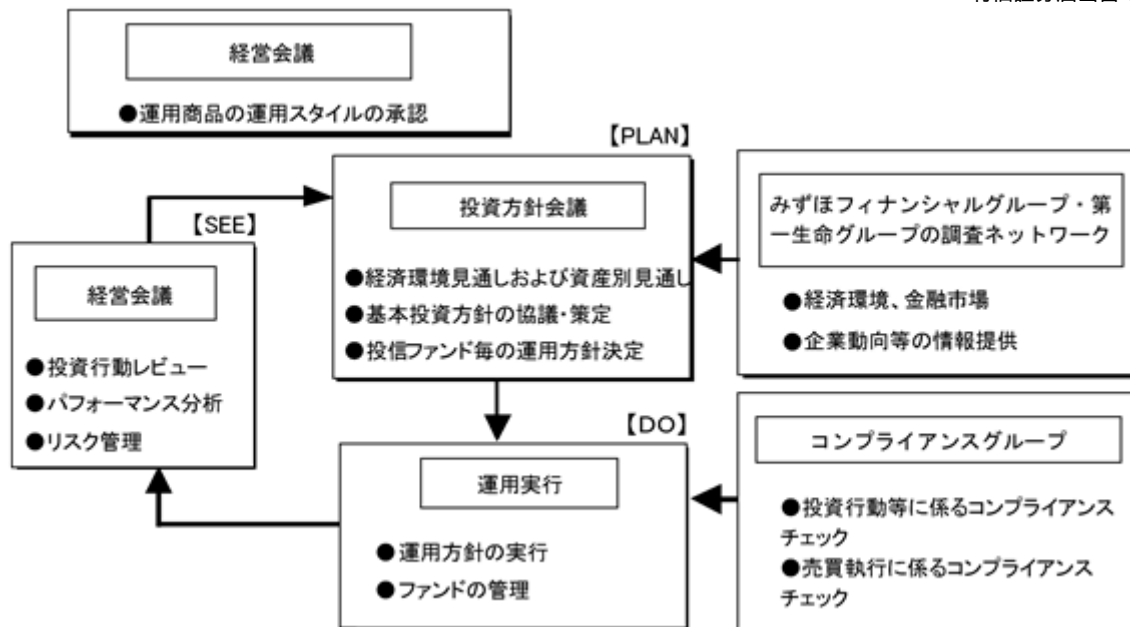 経営会議
●運用商品の運用スタイルの承認
【PLAN】
投資方針会議
●経済環境見通しおよび資産別見通し
●基本投資方針の協議・策定
●投信ファンド毎の運用方針決定
みずほフィナンシャルグループ・第
一生命グループの調査ネットワーク
●経済環境、金融市場
●企業動向等の情報提供
【SEE】
経営会議
●投資行動レビュー
●パフォーマンス分析
●リスク管理
【DO】
運用実行
●運用方針の実行
●ファンドの管理
コンプライアンスグループ
●投資行動等に係るコンプライアンス
チェック
●売買執行に係るコンプライアンス
チェック